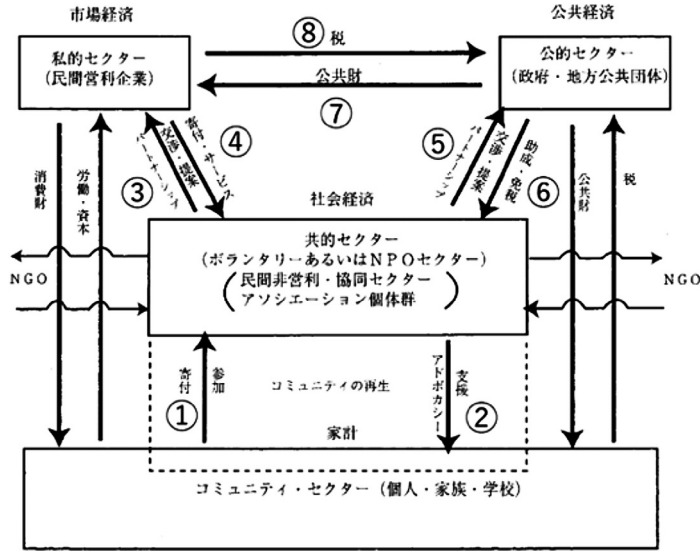 市場経済
公共経済
私的セクター
(民間営利企業)
⑧ 税
公共財
⑦
公的セクター
(政府・地方公共団体)
消費財
労働・資本
③
パートナーシップ
交渉・提案
寄付・サービス
④
⑤
パートナーシップ
交渉・提案
助成・免税
⑥
公共財
税
社会経済
共的セクター
(ボランタリーあるいはNPOセクター)
民間非営利・協同セクター
アソシエーション個体群
NGO
NGO
①
寄付
参加
コミュニティの再生
アドボカシー
支援
②
家計
コミュニティ・セクター(個人・家族・学校)